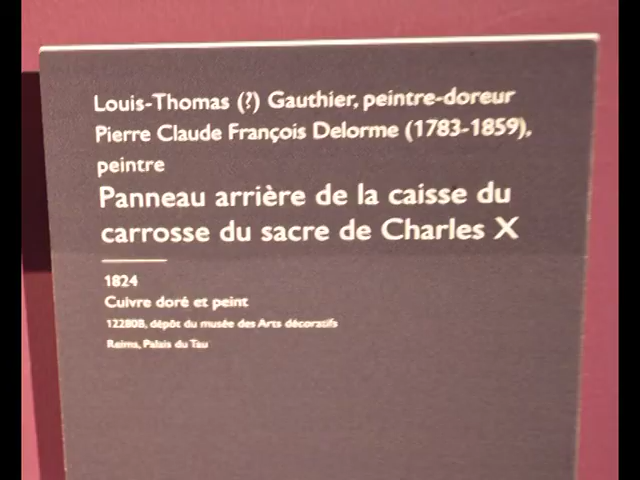 Louis-Thomas (?) Gauthier, peintre-doreur
Pierre Claude François Delorme (1783-1859),
peintre
Panneau arrière de la caisse du
carrosse du sacre de Charles X
1824
Cuivre doré et peint
12280B, dépôt du musée des Arts décoratifs
Reims, Palais du Tau